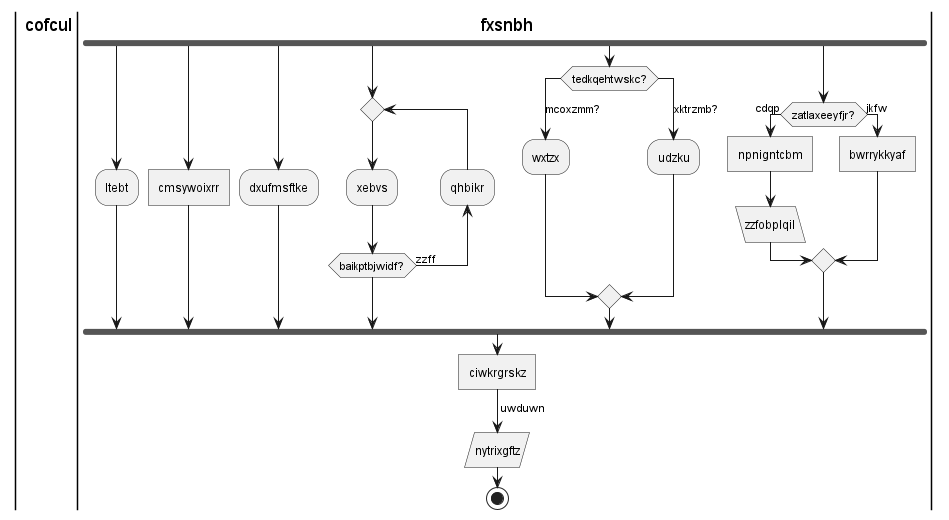 cofcul
fxsnbh
tedkqehtwskc?
mcoxzmm?
xktrzmb?
cdqp
zatlaxeeyfjr?
jkfw
wxtzx
udzku
npnigntcbm
bwrrykkyaf
ltebt
cmsywoixrr
dxufmsftke
xebvs
qhbikr
zzfobplqil
baikptbjwidf?
zzff
ciwkrgrskz
uwduwn
nytrixgftz